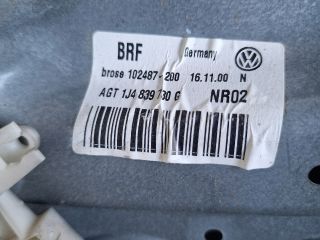 BRF Germany
brose 102487-200 16.11.00 N
AGT 1J4 839 730 G NR02